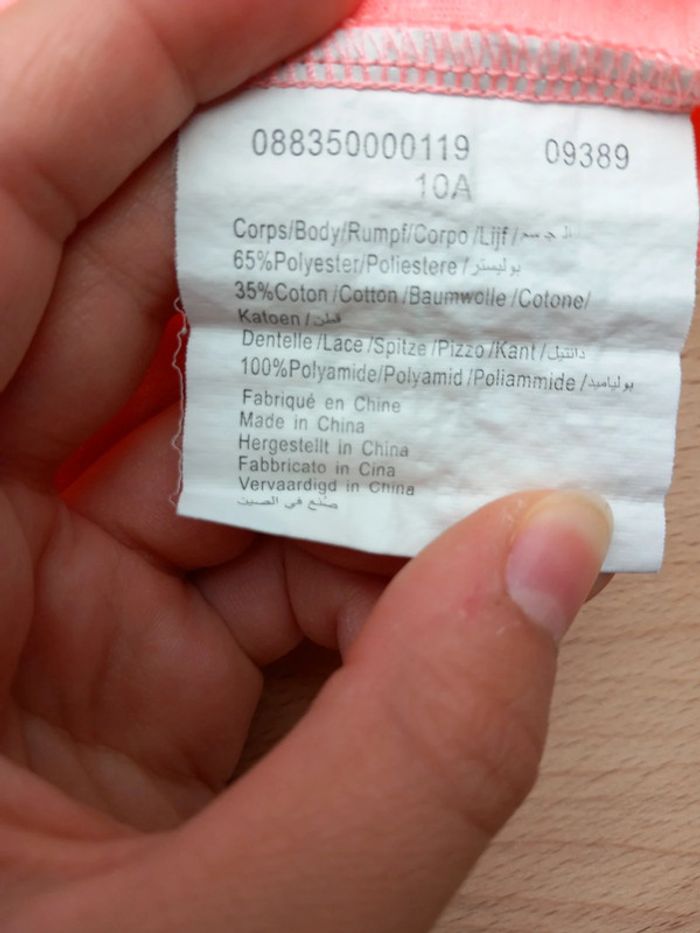 088350000119 09389
10A
Corps/Body/Rumpf/Corpo /Lijf / الجسم
65%Polyester/Poliestere / بوليستر
35%Coton /Cotton /Baumwolle /Cotone/
Katoen / قطن
Dentelle /Lace /Spitze /Pizzo /Kant / دانتيل
100%Polyamide/Polyamid /Poliammide / بولياميد
Fabriqué en Chine
Made in China
Hergestellt in China
Fabbricato in Cina
Vervaardigd in China
صنع في الصين